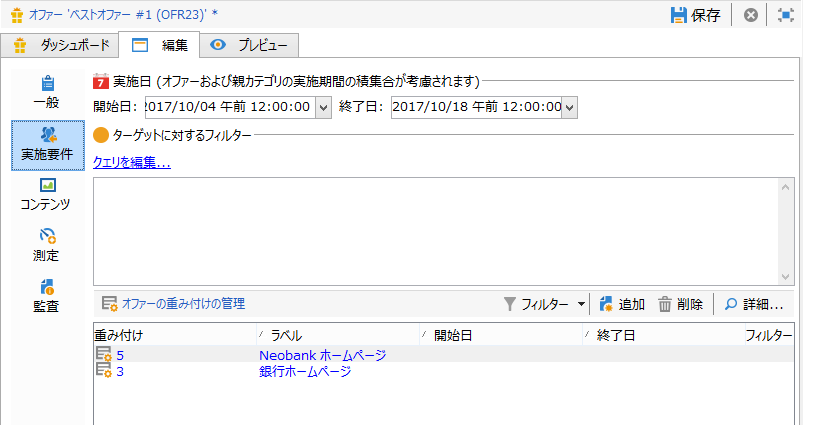 オファー 'ベストオファー #1 (OFR23)' *
保存
ダッシュボード 編集 プレビュー
一般
実施要件
コンテンツ
測定
監査
7 実施日 (オファーおよび親カテゴリの実施期間の積集合が考慮されます)
開始日: 2017/10/04 午前 12:00:00 終了日: 2017/10/18 午前 12:00:00
ターゲットに対するフィルター
クエリを編集...
オファーの重み付けの管理 フィルター 追加 削除 詳細...
重み付け ラベル 開始日 終了日 フィルター
5 Neobank ホームページ
3 銀行ホームページ